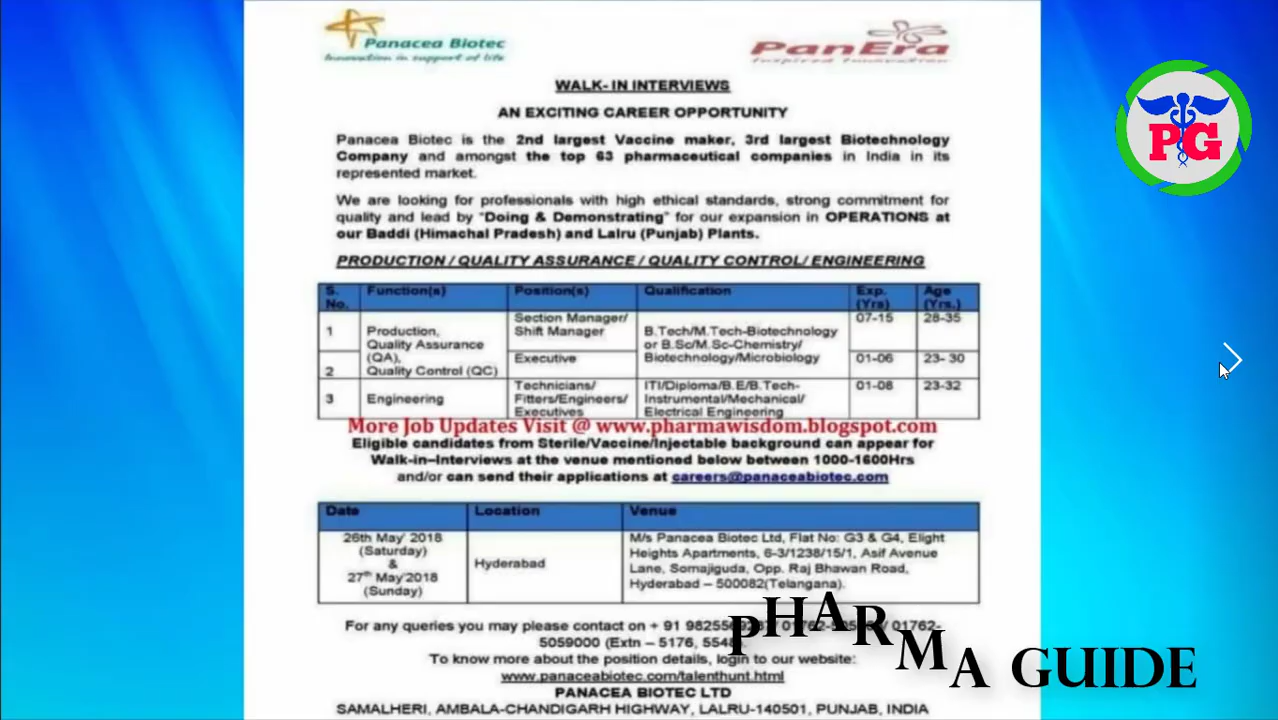 Panacea Biotec
Innovation in support of life
PanEra
Inspired Innovation
PG
WALK- IN INTERVIEWS
AN EXCITING CAREER OPPORTUNITY
Panacea Biotec is the 2nd largest Vaccine maker, 3rd largest Biotechnology
Company and amongst the top 63 pharmaceutical companies in India in its
represented market.
We are looking for professionals with high ethical standards, strong commitment for
quality and lead by "Doing & Demonstrating" for our expansion in OPERATIONS at
our Baddi (Himachal Pradesh) and Lalru (Punjab) Plants.
PRODUCTION / QUALITY ASSURANCE / QUALITY CONTROL/ ENGINEERING
S. No. Function(s) Position(s) Qualification Exp. (Yrs) Age (Yrs.)
1 Production, Quality Assurance (QA), Quality Control (QC) Section Manager/ Shift Manager B.Tech/M.Tech-Biotechnology or B.Sc/M.Sc-Chemistry/ Biotechnology/Microbiology 07-15 28-35
2 Executive 01-06 23- 30
3 Engineering Technicians/ Fitters/Engineers/ Executives ITI/Diploma/B.E/B.Tech- Instrumental/Mechanical/ Electrical Engineering 01-08 23-32
More Job Updates Visit @ www.pharmawisdom.blogspot.com
Eligible candidates from Sterile/Vaccine/Injectable background can appear for
Walk-in–Interviews at the venue mentioned below between 1000-1600Hrs
and/or can send their applications at careers@panaceabiotec.com
Date Location Venue
26th May' 2018 (Saturday) & 27th May'2018 (Sunday) Hyderabad M/s Panacea Biotec Ltd, Flat No: G3 & G4, Elight Heights Apartments, 6-3/1238/15/1, Asif Avenue Lane, Somajiguda, Opp. Raj Bhawan Road, Hyderabad – 500082(Telangana).
For any queries you may please contact on + 91 01762-
5059000 (Extn – 5176,
To know more about the position details, login to our website:
www.panaceabiotec.com/talenthunt.html
PANACEA BIOTEC LTD
SAMALHERI, AMBALA-CHANDIGARH HIGHWAY, LALRU-140501, PUNJAB, INDIA
PHARMA GUIDE